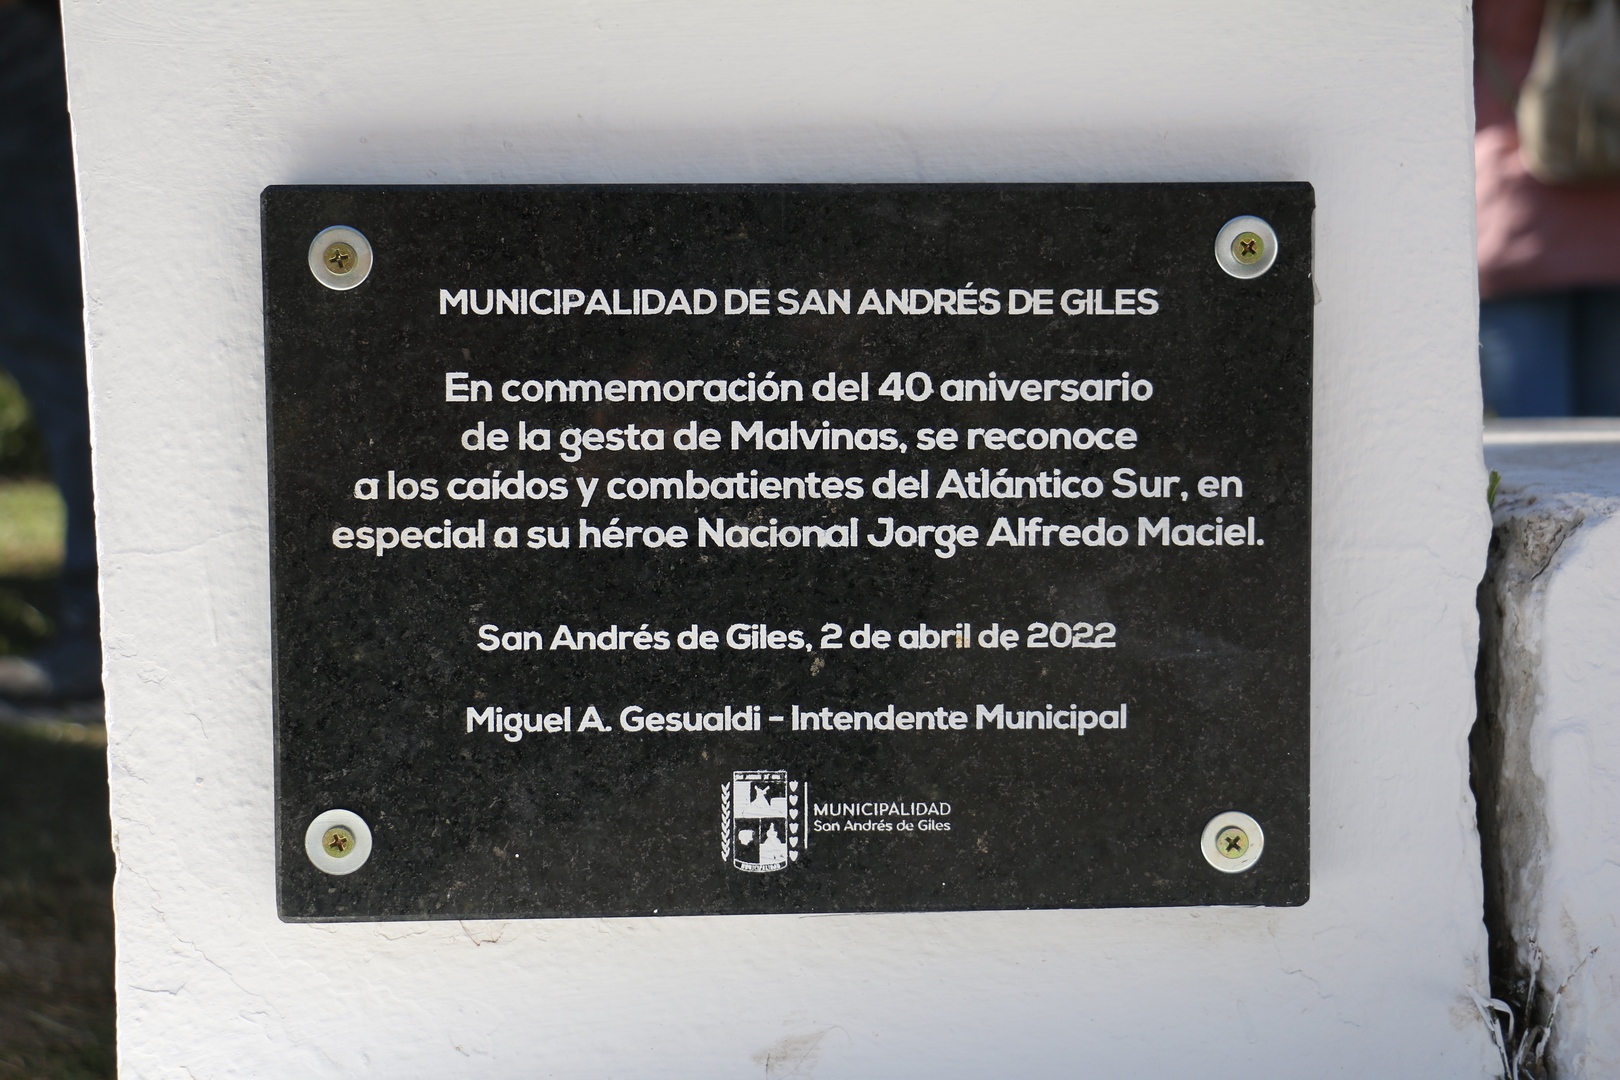 MUNICIPALIDAD DE SAN ANDRÉS DE GILES
En conmemoración del 40 aniversario
de la gesta de Malvinas, se reconoce
a los caídos y combatientes del Atlántico Sur, en
especial a su héroe Nacional Jorge Alfredo Maciel.
San Andrés de Giles, 2 de abril de 2022
Miguel A. Gesualdi - Intendente Municipal
MUNICIPALIDAD
San Andrés de Giles